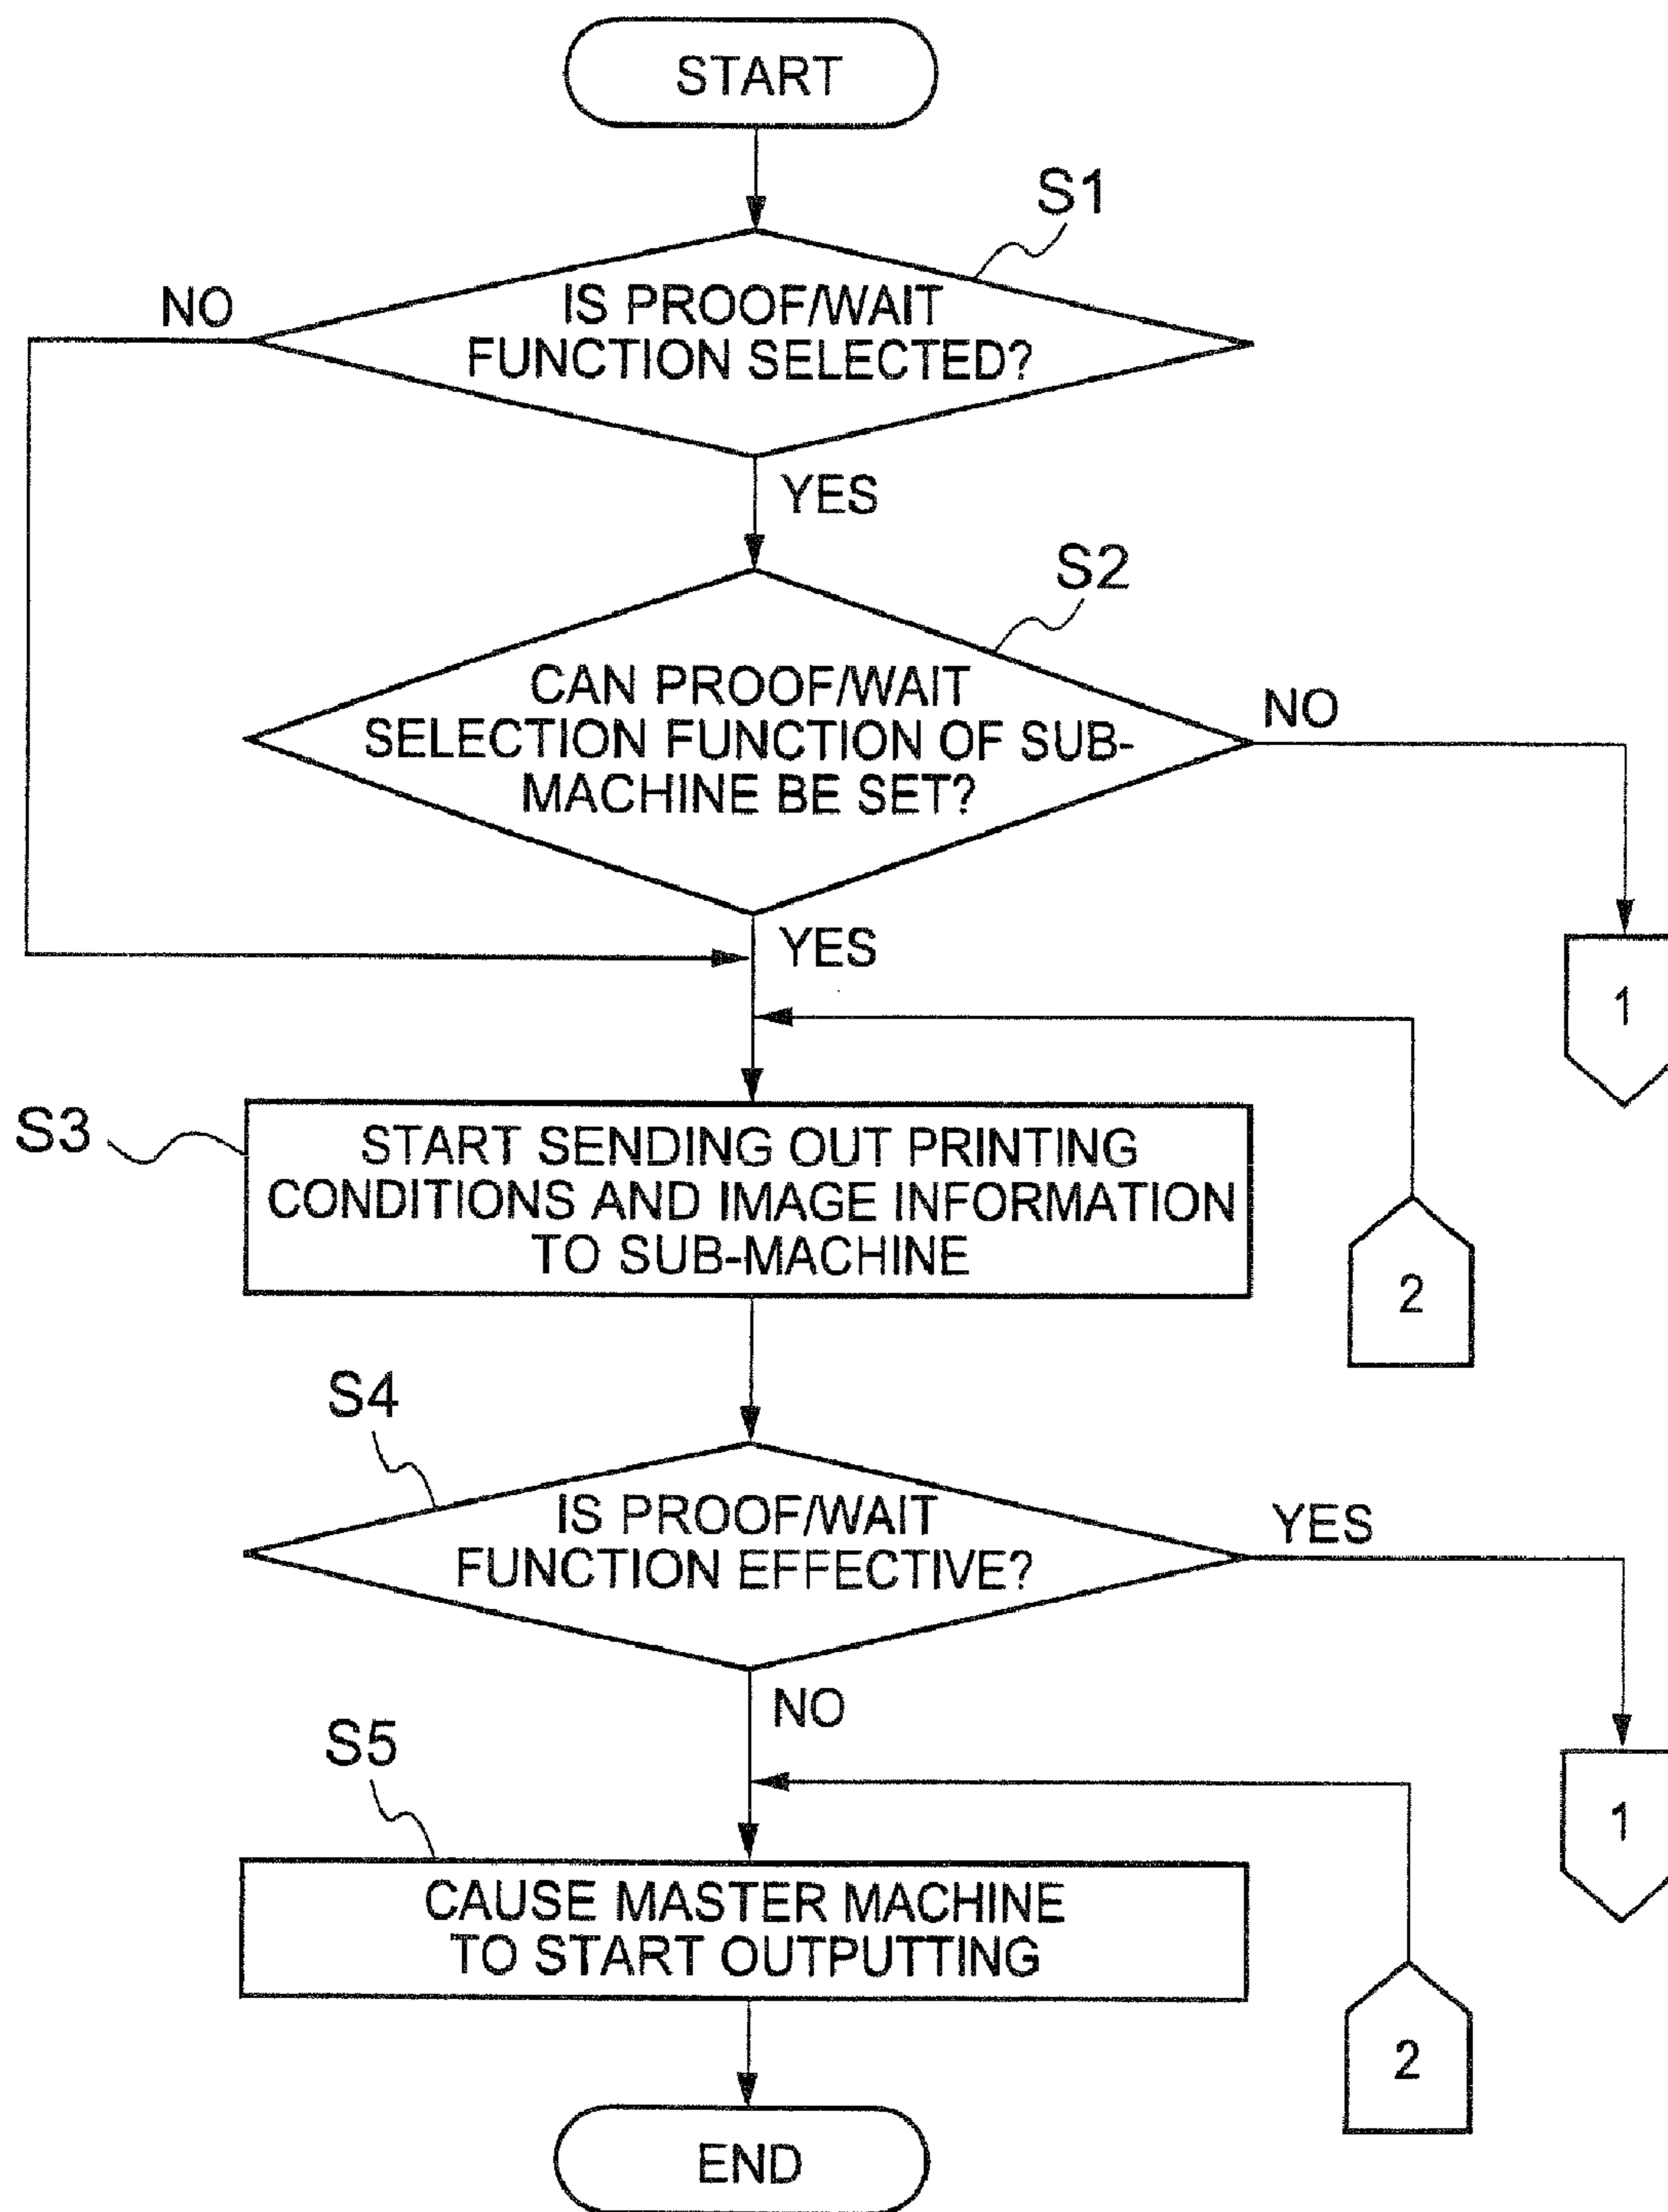 START
S1
NO
IS PROOF/WAIT
FUNCTION SELECTED?
YES
S2
CAN PROOF/WAIT
SELECTION FUNCTION OF SUB-
MACHINE BE SET?
NO
YES
1
S3
START SENDING OUT PRINTING
CONDITIONS AND IMAGE INFORMATION
TO SUB-MACHINE
2
S4
IS PROOF/WAIT
FUNCTION EFFECTIVE?
YES
NO
1
S5
CAUSE MASTER MACHINE
TO START OUTPUTTING
2
END